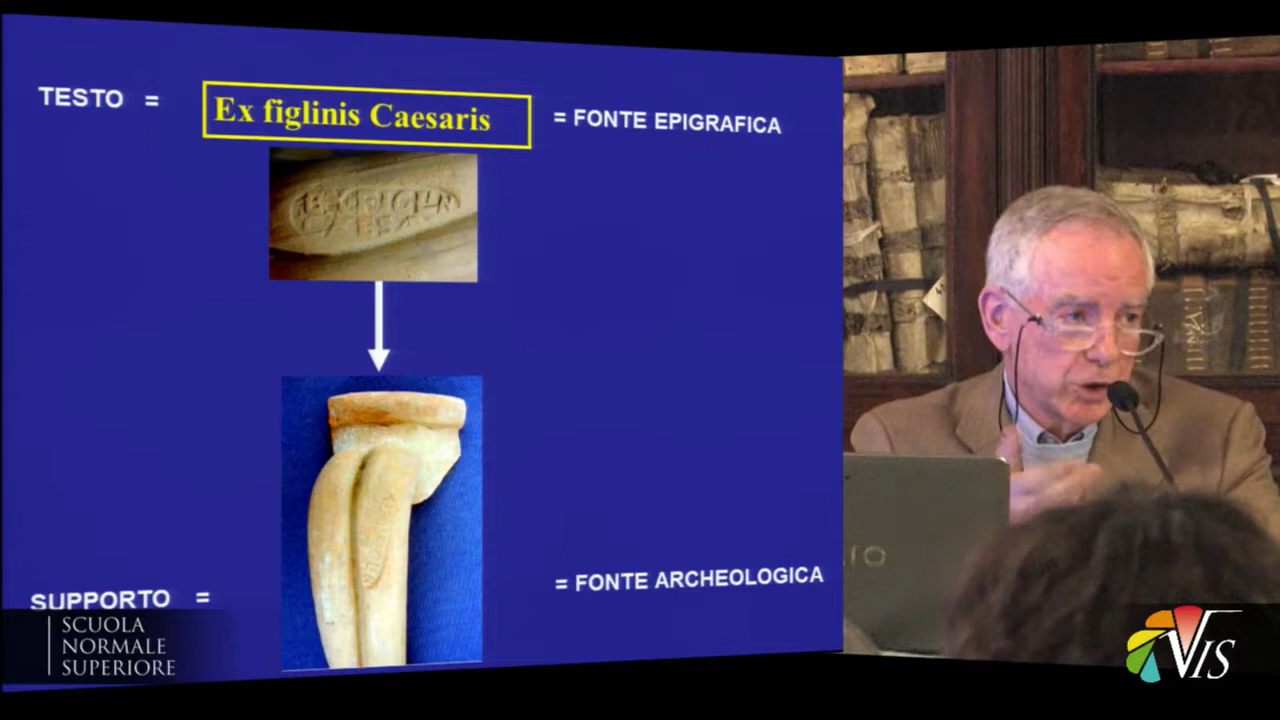 TESTO =
Ex figlinis Caesaris
= FONTE EPIGRAFICA
SUPPORTO =
= FONTE ARCHEOLOGICA
SCUOLA
NORMALE
SUPERIORE
VIS